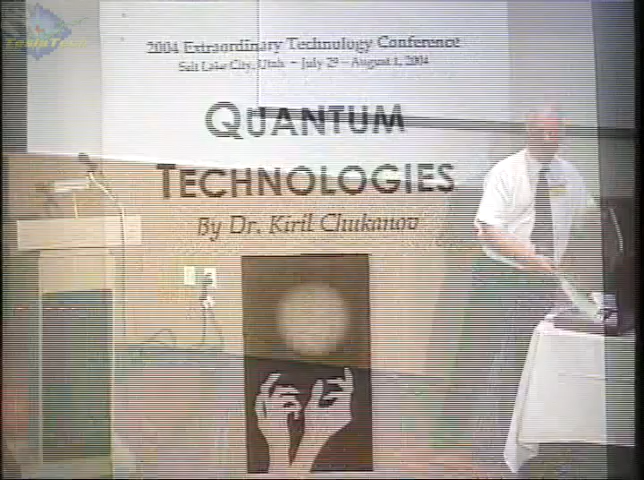 2004 Extraordinary Technology Conference
Salt Lake City, Utah - July 29 - August 1, 2004
QUANTUM
TECHNOLOGIES
By Dr. Kiril Chukanov